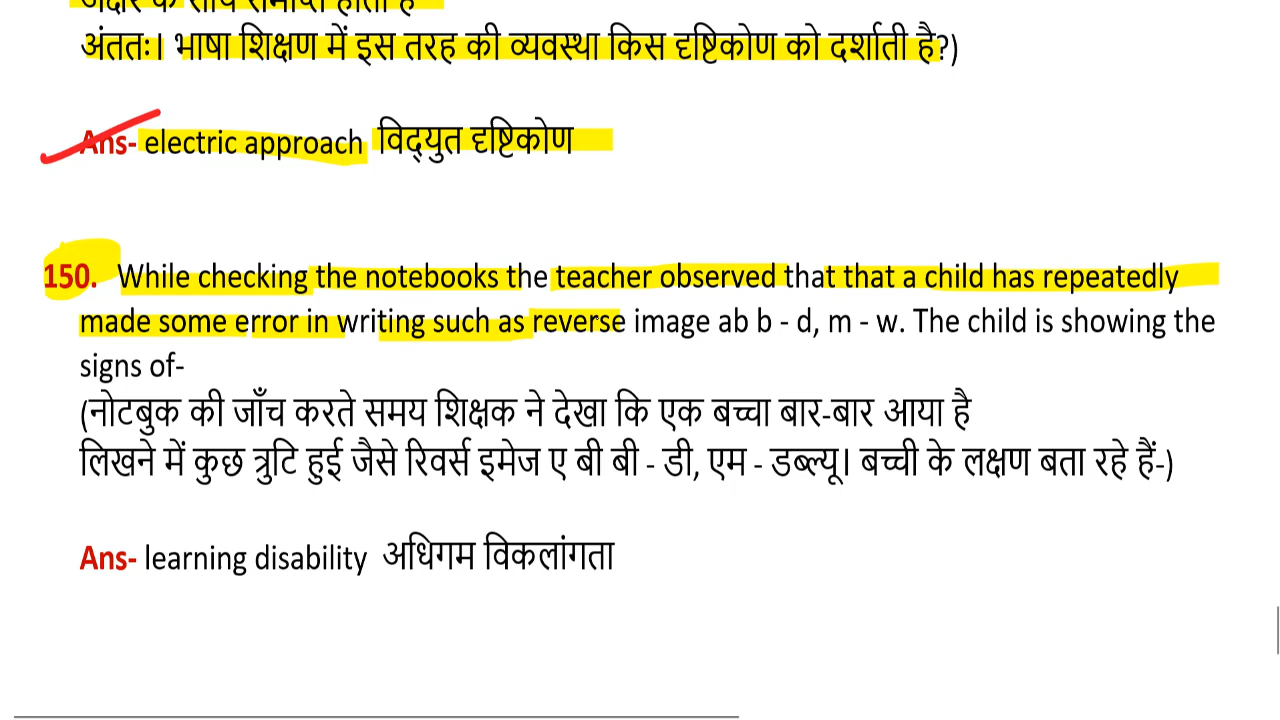 अक्षर के साथ समाप्त होता है
अंततः। भाषा शिक्षण में इस तरह की व्यवस्था किस दृष्टिकोण को दर्शाती है?)
Ans- electric approach विद्युत दृष्टिकोण
150. While checking the notebooks the teacher observed that that a child has repeatedly
made some error in writing such as reverse image ab b - d, m - w. The child is showing the
signs of-
(नोटबुक की जाँच करते समय शिक्षक ने देखा कि एक बच्चा बार-बार आया है
लिखने में कुछ त्रुटि हुई जैसे रिवर्स इमेज ए बी बी - डी, एम - डब्ल्यू। बच्ची के लक्षण बता रहे हैं-)
Ans- learning disability अधिगम विकलांगता